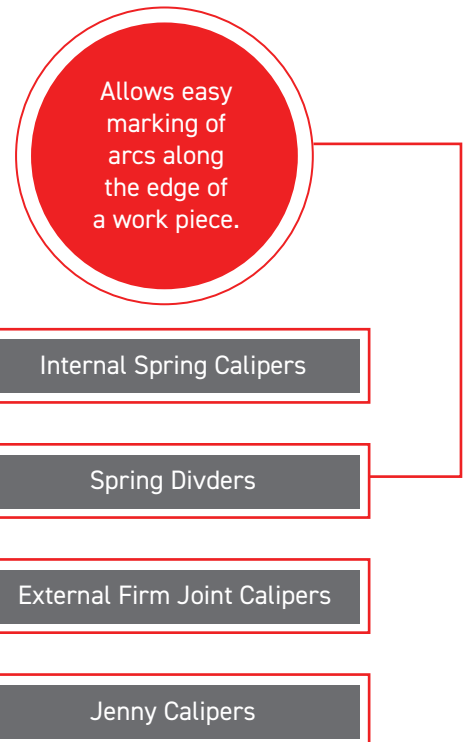 Allows easy
marking of
arcs along
the edge of
a work piece.
Internal Spring Calipers
Spring Divders
External Firm Joint Calipers
Jenny Calipers